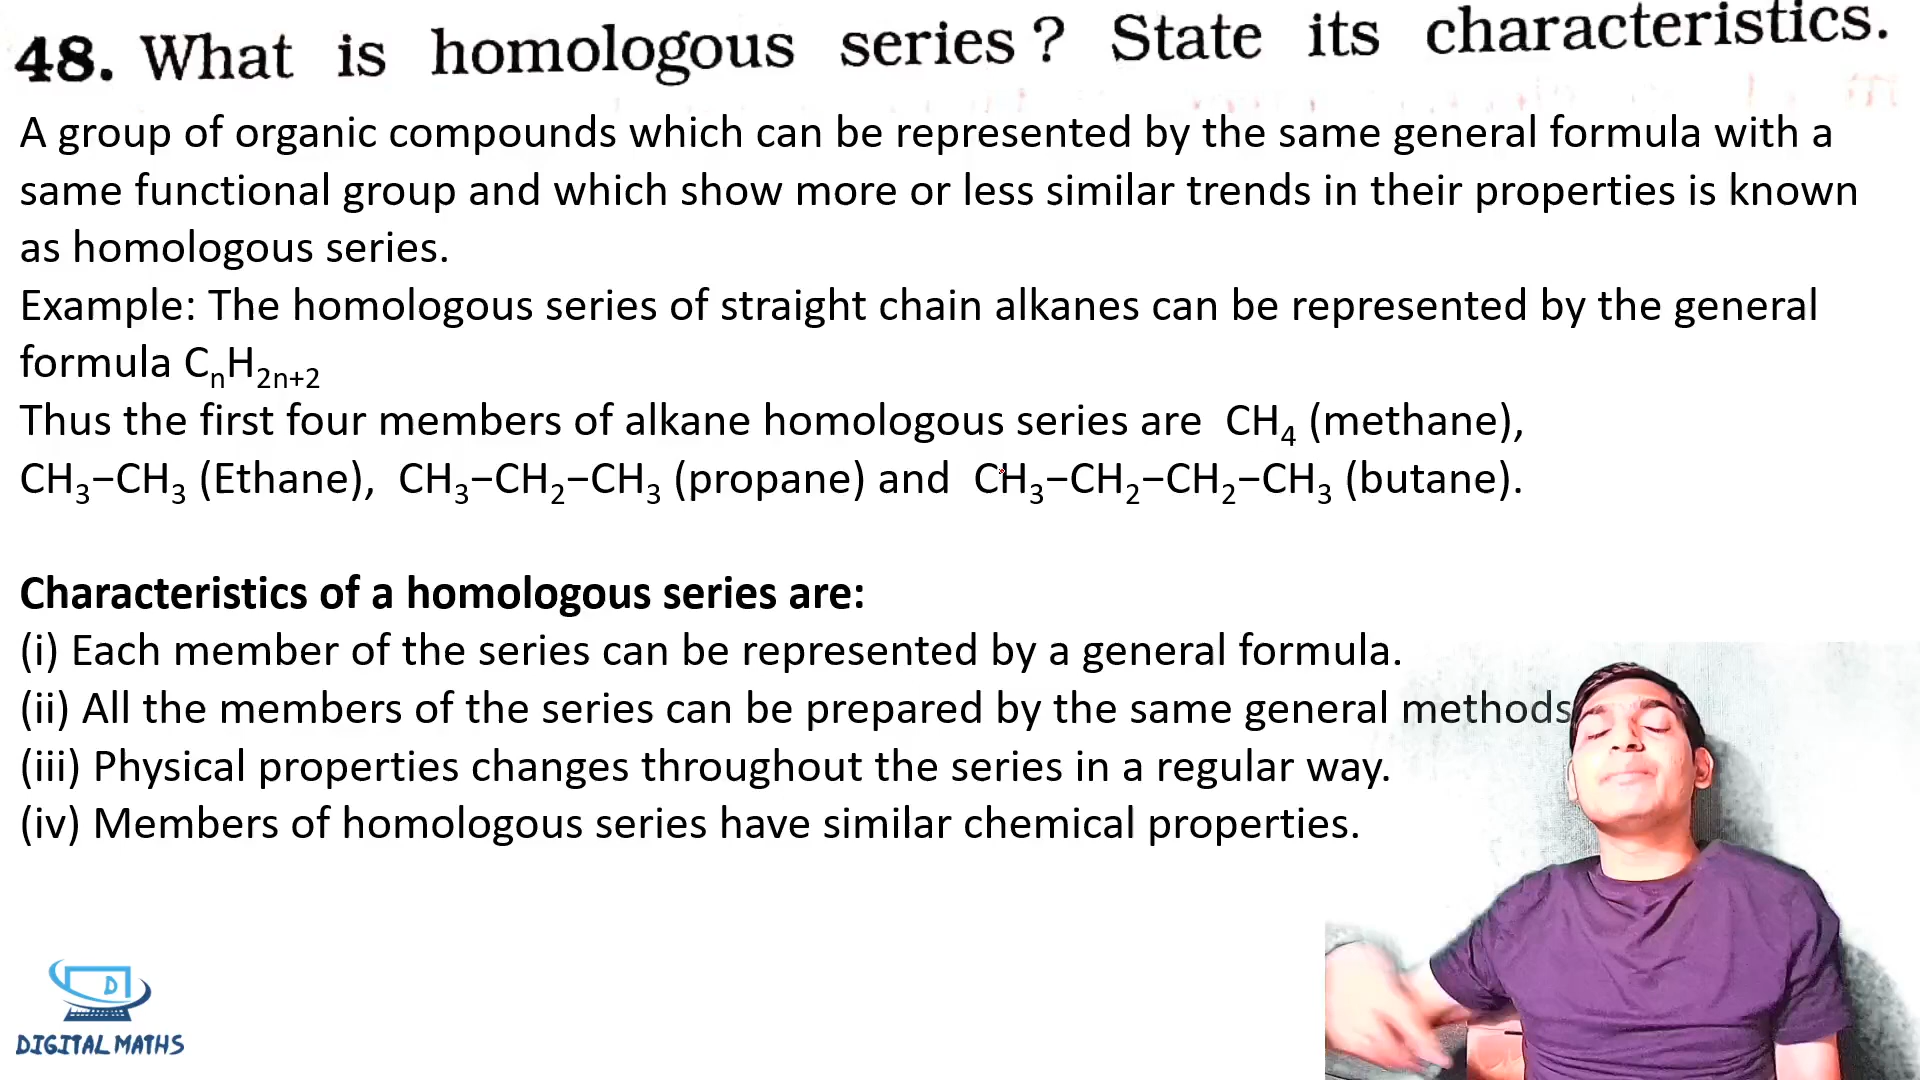 48. What is homologous series ? State its characteristics.
A group of organic compounds which can be represented by the same general formula with a
same functional group and which show more or less similar trends in their properties is known
as homologous series.
Example: The homologous series of straight chain alkanes can be represented by the general
formula CₙH₂ₙ₊₂
Thus the first four members of alkane homologous series are CH₄ (methane),
CH₃−CH₃ (Ethane), CH₃−CH₂−CH₃ (propane) and CH₃−CH₂−CH₂−CH₃ (butane).
Characteristics of a homologous series are:
(i) Each member of the series can be represented by a general formula.
(ii) All the members of the series can be prepared by the same general methods
(iii) Physical properties changes throughout the series in a regular way.
(iv) Members of homologous series have similar chemical properties.
D
DIGITAL MATHS